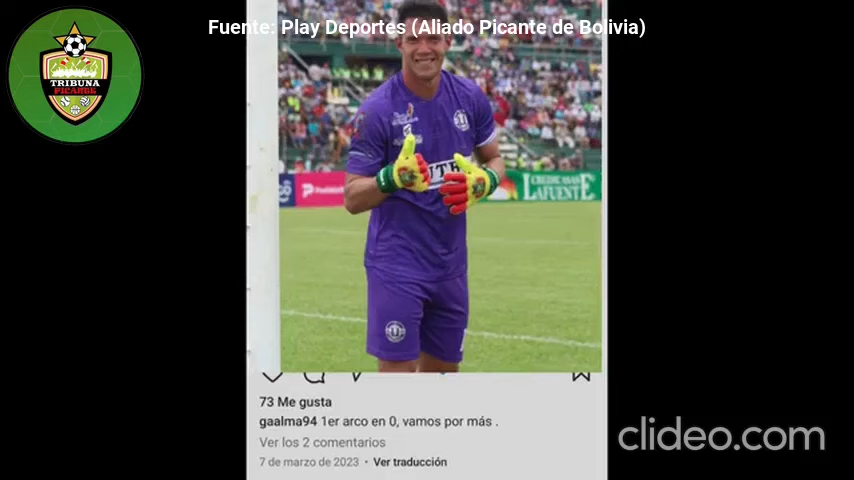 Fuente: Play Deportes (Aliado Picante de Bolivia)
TRIBUNA
PICANTE
CREDICASAS
LAFUENTE
73 Me gusta
gaalma94 1er arco en 0, vamos por más .
Ver los 2 comentarios
7 de marzo de 2023 • Ver traducción
clideo.com